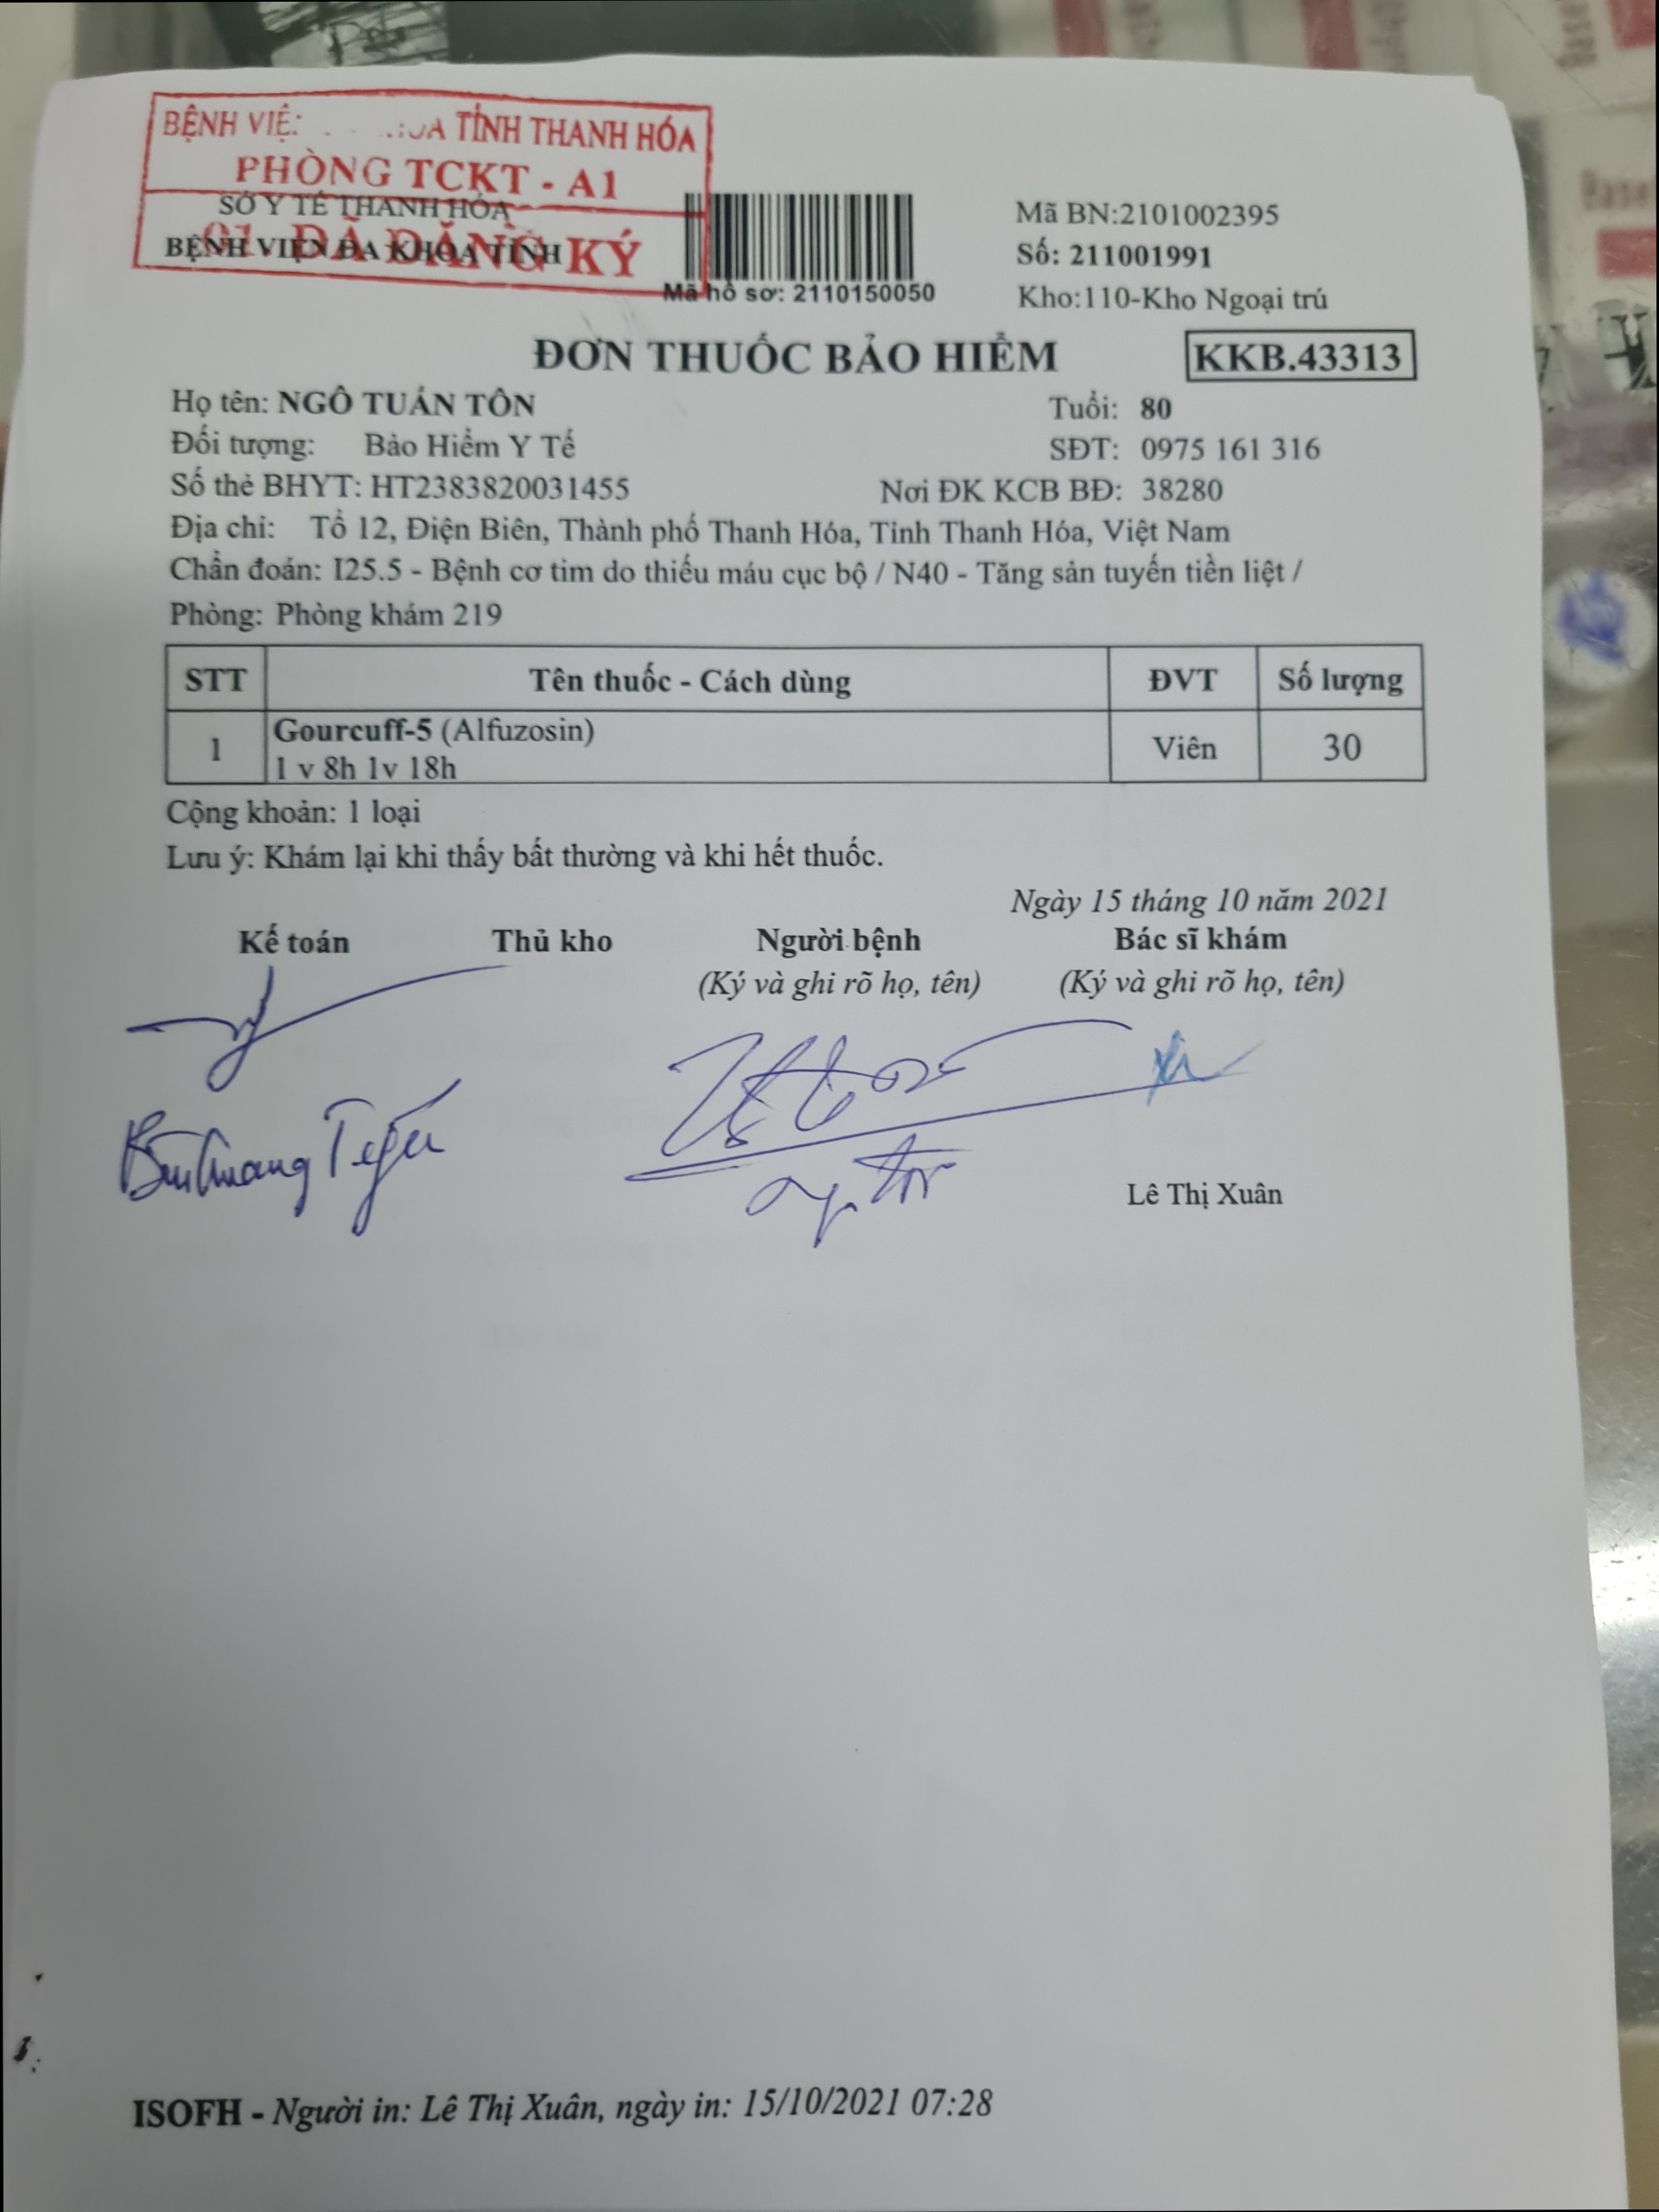 BỆNH VIỆ TỈNH THANH HÓA
PHÒNG TCKT - A1
SỞ Y TẾ THANH HÓA
BỆNH VIỆN ĐA KHOA TỈNH
01 ĐÃ ĐĂNG KÝ
Mã hồ sơ: 2110150050
Mã BN:2101002395
Số: 211001991
Kho:110-Kho Ngoại trú
ĐƠN THUỐC BẢO HIỂM
KKB.43313
Họ tên: NGÔ TUẤN TÔN Tuổi: 80
Đối tượng: Bảo Hiểm Y Tế SĐT: 0975 161 316
Số thẻ BHYT: HT2383820031455 Nơi ĐK KCB BĐ: 38280
Địa chỉ: Tổ 12, Điện Biên, Thành phố Thanh Hóa, Tỉnh Thanh Hóa, Việt Nam
Chẩn đoán: I25.5 - Bệnh cơ tim do thiếu máu cục bộ / N40 - Tăng sản tuyến tiền liệt /
Phòng: Phòng khám 219
STT Tên thuốc - Cách dùng ĐVT Số lượng
1 Gourcuff-5 (Alfuzosin) Viên 30
1 v 8h 1v 18h
Cộng khoản: 1 loại
Lưu ý: Khám lại khi thấy bất thường và khi hết thuốc.
Ngày 15 tháng 10 năm 2021
Kế toán Thủ kho Người bệnh Bác sĩ khám
(Ký và ghi rõ họ, tên) (Ký và ghi rõ họ, tên)
Lê Thị Xuân
ISOFH - Người in: Lê Thị Xuân, ngày in: 15/10/2021 07:28